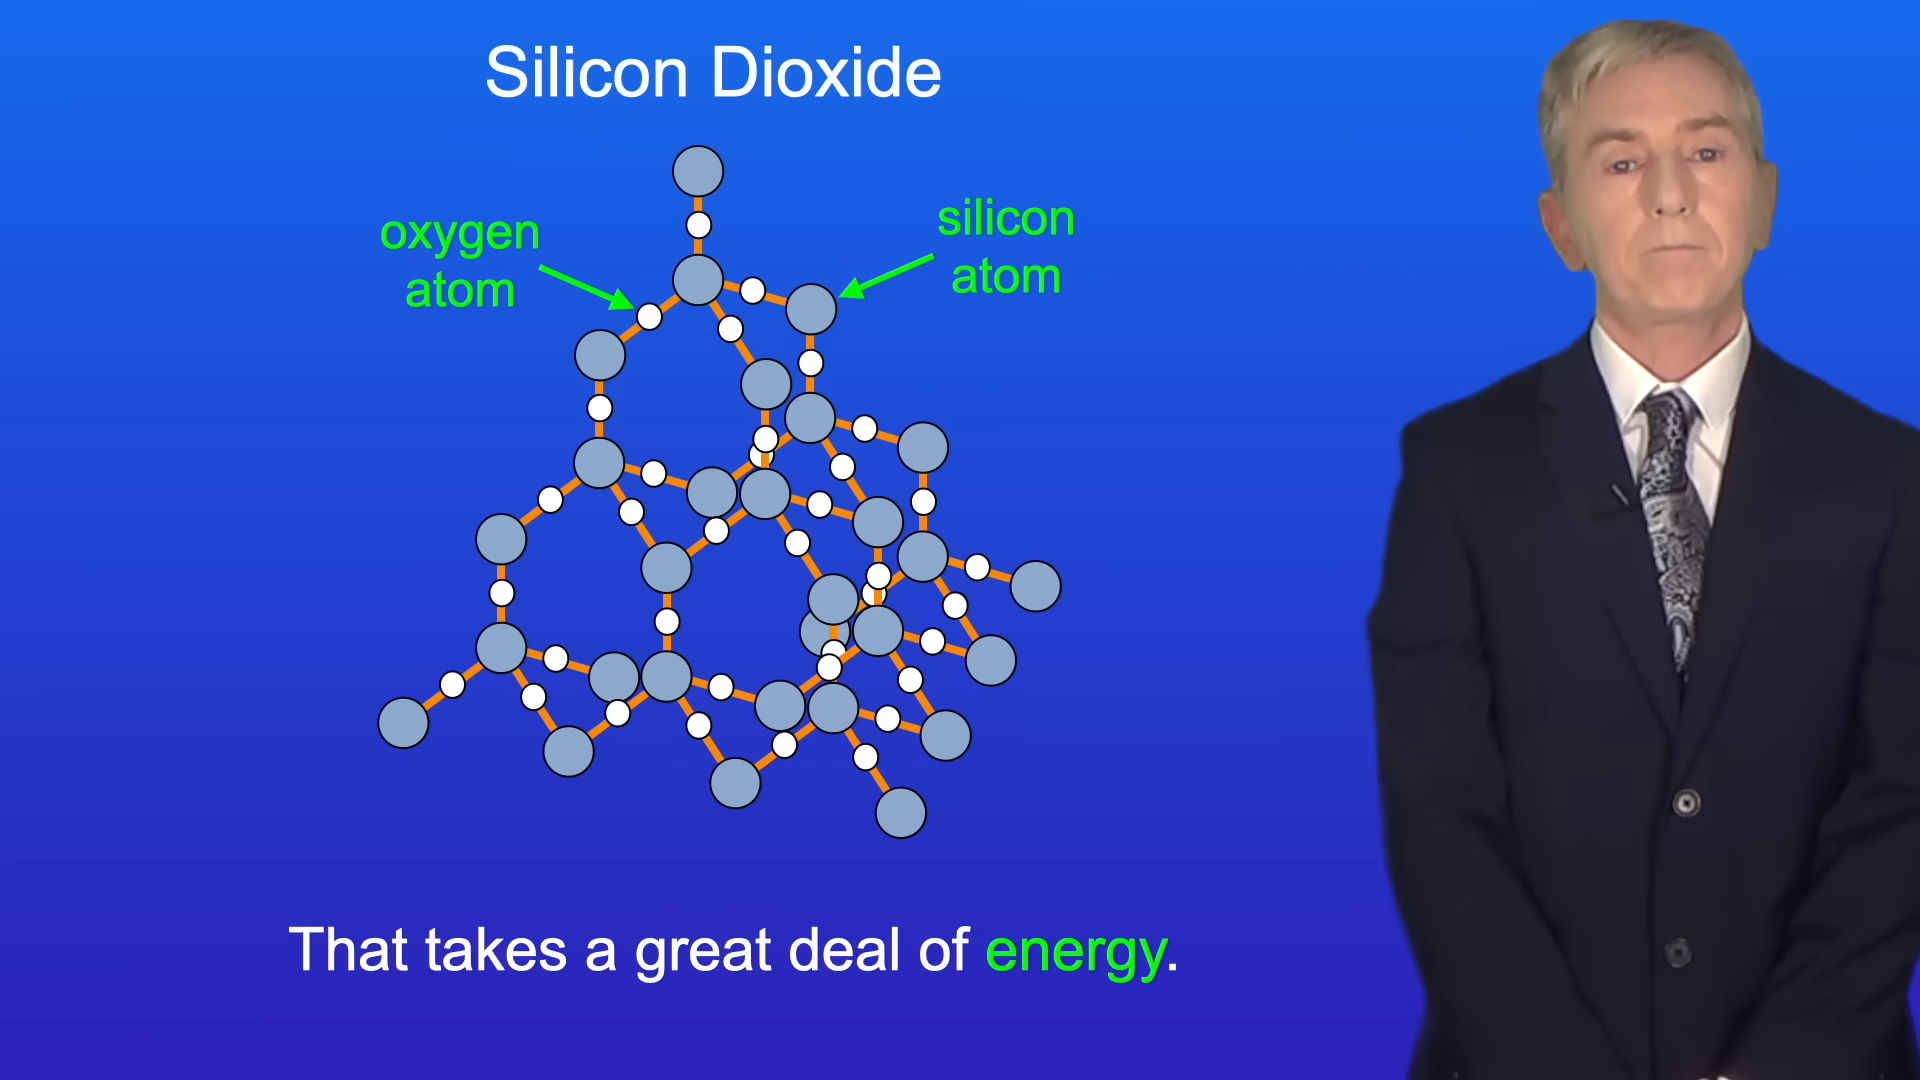 Silicon Dioxide
oxygen
atom
silicon
atom
That takes a great deal of energy.